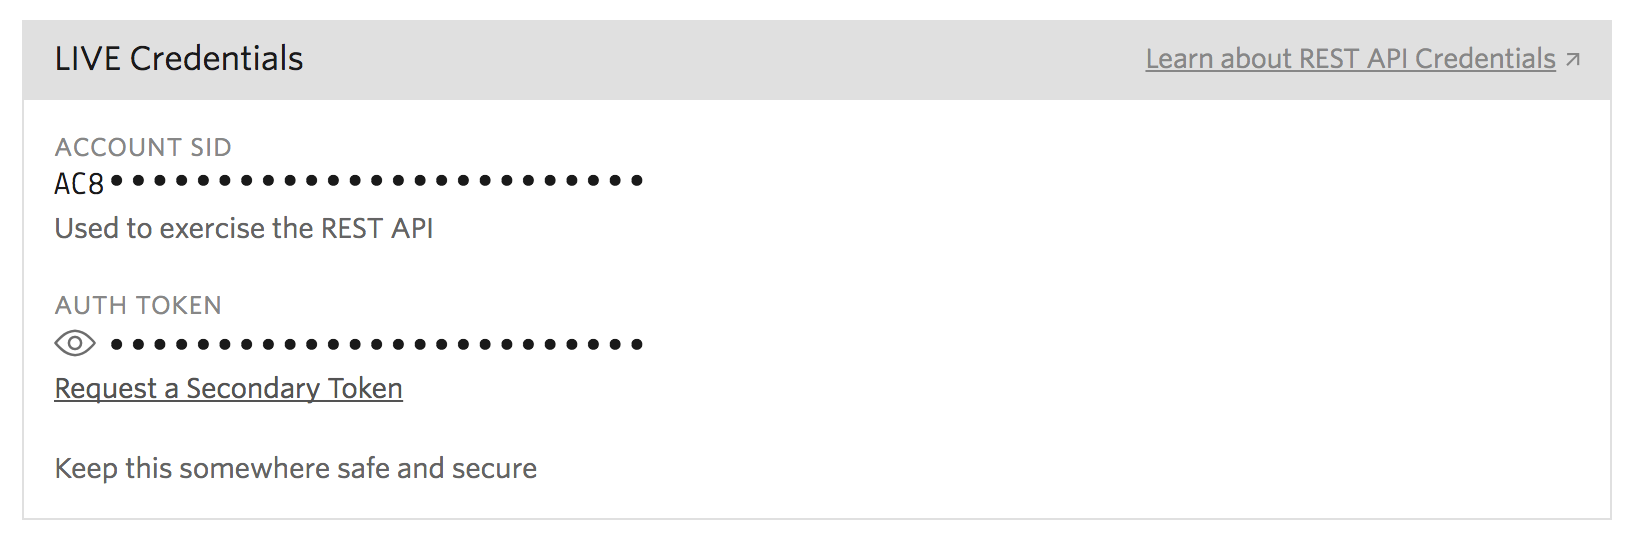 LIVE Credentials
Learn about REST API Credentials
ACCOUNT SID
AC8•••••••••••••••••••••••••
Used to exercise the REST API
AUTH TOKEN
•••••••••••••••••••••••••
Request a Secondary Token
Keep this somewhere safe and secure